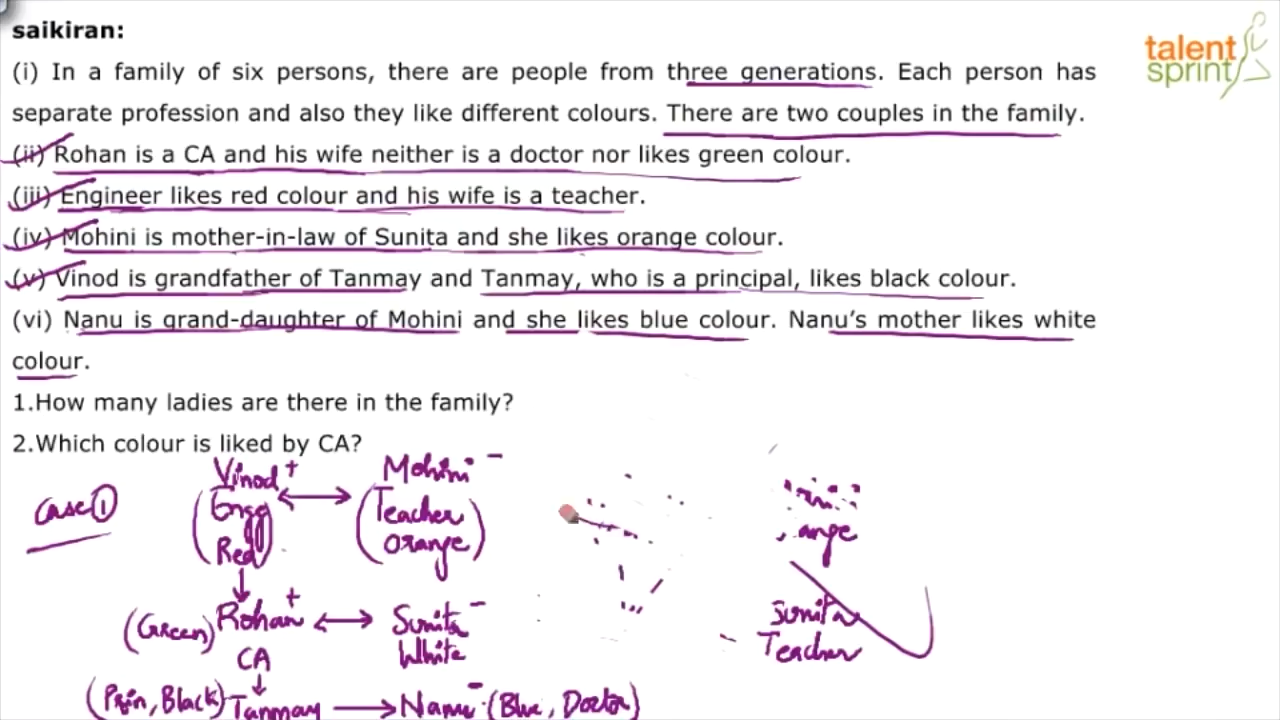 saikiran:
talent
sprint
(i) In a family of six persons, there are people from three generations. Each person has
separate profession and also they like different colours. There are two couples in the family.
(ii) Rohan is a CA and his wife neither is a doctor nor likes green colour.
(iii) Engineer likes red colour and his wife is a teacher.
(iv) Mohini is mother-in-law of Sunita and she likes orange colour.
(v) Vinod is grandfather of Tanmay and Tanmay, who is a principal, likes black colour.
(vi) Nanu is grand-daughter of Mohini and she likes blue colour. Nanu's mother likes white
colour.
1.How many ladies are there in the family?
2.Which colour is liked by CA?
Case ①
Vinod + Mohini -
(Engg Red) (Teacher Orange)
(Green) Rohan + Sunita -
CA White
(Prin, Black) Tanmay Nanu - (Blue, Doctor)
Sunita
Teacher